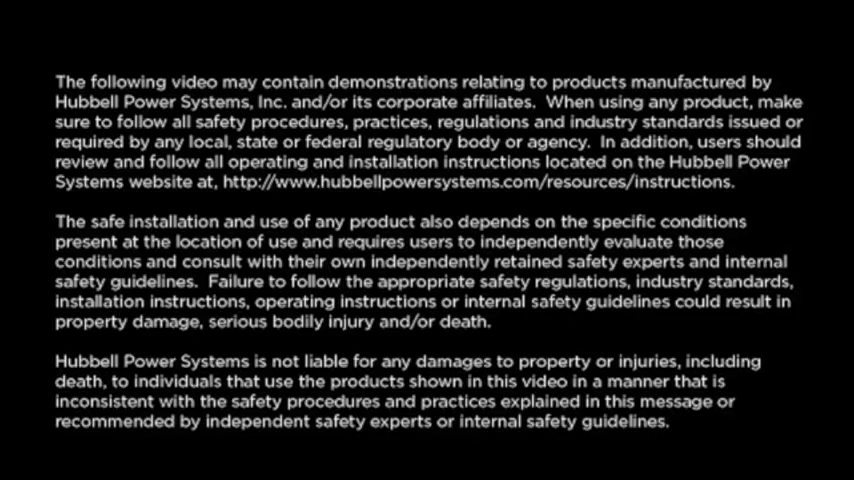 The following video may contain demonstrations relating to products manufactured by
Hubbell Power Systems, Inc. and/or its corporate affiliates.  When using any product, make
sure to follow all safety procedures, practices, regulations and industry standards issued or
required by any local, state or federal regulatory body or agency.  In addition, users should
review and follow all operating and installation instructions located on the Hubbell Power
Systems website at, http://www.hubbellpowersystems.com/resources/instructions.
The safe installation and use of any product also depends on the specific conditions
present at the location of use and requires users to independently evaluate those
conditions and consult with their own independently retained safety experts and internal
safety guidelines.  Failure to follow the appropriate safety regulations, industry standards,
installation instructions, operating instructions or internal safety guidelines could result in
property damage, serious bodily injury and/or death.
Hubbell Power Systems is not liable for any damages to property or injuries, including
death, to individuals that use the products shown in this video in a manner that is
inconsistent with the safety procedures and practices explained in this message or
recommended by independent safety experts or internal safety guidelines.